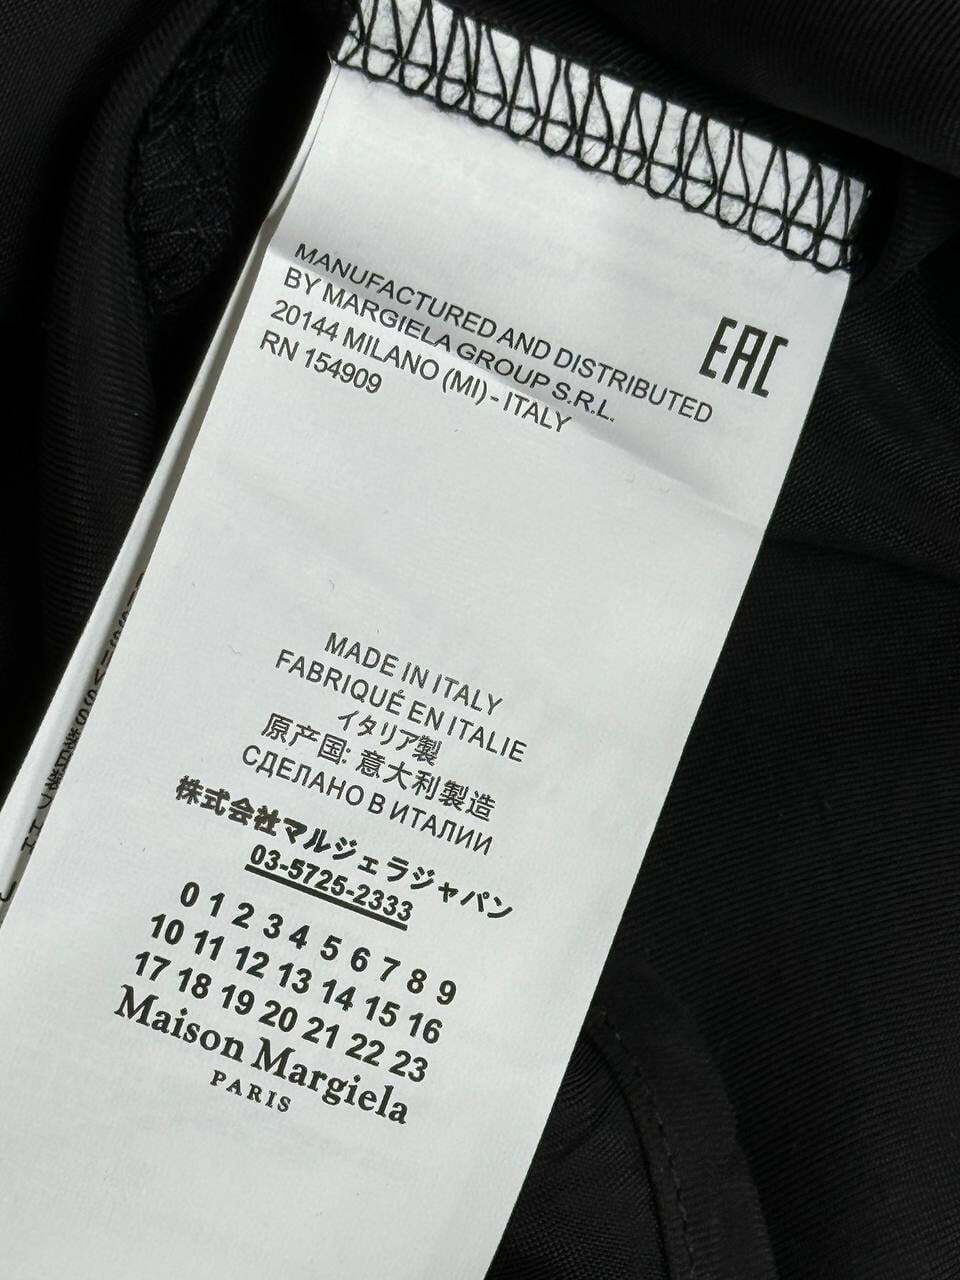 MANUFACTURED AND DISTRIBUTED
BY MARGIELA GROUP S.R.L.
20144 MILANO (MI) - ITALY
RN 154909
EAC
MADE IN ITALY
FABRIQUÉ EN ITALIE
イタリア製
原产国: 意大利製造
СДЕЛАНО В ИТАЛИИ
株式会社マルジェラジャパン
03-5725-2333
0 1 2 3 4 5 6 7 8 9
10 11 12 13 14 15 16
17 18 19 20 21 22 23
Maison Margiela
PARIS